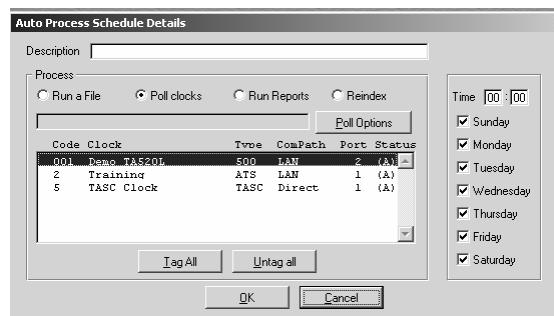 Auto Process Schedule Details
Description
Process
Run a File Poll clocks Run Reports Reindex
Poll Options
Code Clock Type ComPath Port Status
001 Demo TA520L 500 LAN 2 (A)
2 Training ATS LAN 1 (A)
5 TASC Clock TASC Direct 1 (A)
Tag All Untag all
Time 00 : 00
Sunday
Monday
Tuesday
Wednesday
Thursday
Friday
Saturday
OK Cancel